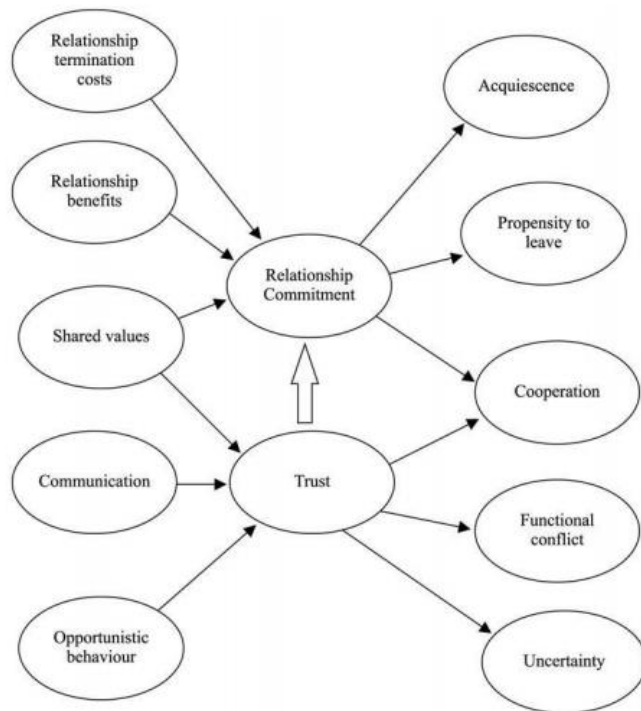 Relationship
termination
costs
Acquiescence
Relationship
benefits
Propensity to
leave
Relationship
Commitment
Shared values
Cooperation
Communication
Trust
Functional
conflict
Opportunistic
behaviour
Uncertainty